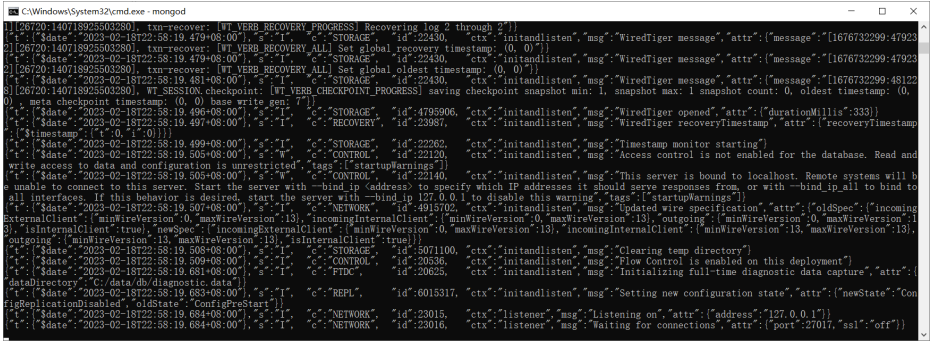 C:\Windows\System32\cmd.exe - mongod
1][26720:140718925503280], txn-recover: [WT_VERB_RECOVERY_PROGRESS] Recovering log 2 through 2"}}
{"t":{"$date":"2023-02-18T22:58:19.479+08:00"},"s":"I",  "c":"STORAGE",  "id":22430,   "ctx":"initandlisten","msg":"WiredTiger message","attr":{"message":"[1676732299:47923
2][26720:140718925503280], txn-recover: [WT_VERB_RECOVERY_ALL] Set global recovery timestamp: (0, 0)"}}
{"t":{"$date":"2023-02-18T22:58:19.479+08:00"},"s":"I",  "c":"STORAGE",  "id":22430,   "ctx":"initandlisten","msg":"WiredTiger message","attr":{"message":"[1676732299:47923
2][26720:140718925503280], txn-recover: [WT_VERB_RECOVERY_ALL] Set global oldest timestamp: (0, 0)"}}
{"t":{"$date":"2023-02-18T22:58:19.481+08:00"},"s":"I",  "c":"STORAGE",  "id":22430,   "ctx":"initandlisten","msg":"WiredTiger message","attr":{"message":"[1676732299:48122
8][26720:140718925503280], WT_SESSION.checkpoint: [WT_VERB_CHECKPOINT_PROGRESS] saving checkpoint snapshot min: 1, snapshot max: 1 snapshot count: 0, oldest timestamp: (0,
0) , meta checkpoint timestamp: (0, 0) base write gen: 7"}}
{"t":{"$date":"2023-02-18T22:58:19.496+08:00"},"s":"I",  "c":"STORAGE",  "id":4795906, "ctx":"initandlisten","msg":"WiredTiger opened","attr":{"durationMillis":333}}
{"t":{"$date":"2023-02-18T22:58:19.497+08:00"},"s":"I",  "c":"RECOVERY", "id":23987,   "ctx":"initandlisten","msg":"WiredTiger recoveryTimestamp","attr":{"recoveryTimestamp
":{"$timestamp":{"t":0,"i":0}}}}
{"t":{"$date":"2023-02-18T22:58:19.499+08:00"},"s":"I",  "c":"STORAGE",  "id":22262,   "ctx":"initandlisten","msg":"Timestamp monitor starting"}
{"t":{"$date":"2023-02-18T22:58:19.505+08:00"},"s":"W",  "c":"CONTROL",  "id":22120,   "ctx":"initandlisten","msg":"Access control is not enabled for the database. Read and
write access to data and configuration is unrestricted","tags":["startupWarnings"]}
{"t":{"$date":"2023-02-18T22:58:19.505+08:00"},"s":"W",  "c":"CONTROL",  "id":22140,   "ctx":"initandlisten","msg":"This server is bound to localhost. Remote systems will b
e unable to connect to this server. Start the server with --bind_ip <address> to specify which IP addresses it should serve responses from, or with --bind_ip_all to bind to
all interfaces. If this behavior is desired, start the server with --bind_ip 127.0.0.1 to disable this warning","tags":["startupWarnings"]}
{"t":{"$date":"2023-02-18T22:58:19.507+08:00"},"s":"I",  "c":"NETWORK",  "id":4915702, "ctx":"initandlisten","msg":"Updated wire specification","attr":{"oldSpec":{"incoming
ExternalClient":{"minWireVersion":0,"maxWireVersion":13},"incomingInternalClient":{"minWireVersion":0,"maxWireVersion":13},"outgoing":{"minWireVersion":0,"maxWireVersion":1
3},"isInternalClient":true},"newSpec":{"incomingExternalClient":{"minWireVersion":0,"maxWireVersion":13},"incomingInternalClient":{"minWireVersion":13,"maxWireVersion":13},
"outgoing":{"minWireVersion":13,"maxWireVersion":13},"isInternalClient":true}}}
{"t":{"$date":"2023-02-18T22:58:19.508+08:00"},"s":"I",  "c":"STORAGE",  "id":5071100, "ctx":"initandlisten","msg":"Clearing temp directory"}
{"t":{"$date":"2023-02-18T22:58:19.509+08:00"},"s":"I",  "c":"CONTROL",  "id":20536,   "ctx":"initandlisten","msg":"Flow Control is enabled on this deployment"}
{"t":{"$date":"2023-02-18T22:58:19.681+08:00"},"s":"I",  "c":"FTDC",     "id":20625,   "ctx":"initandlisten","msg":"Initializing full-time diagnostic data capture","attr":{
"dataDirectory":"C:/data/db/diagnostic.data"}}
{"t":{"$date":"2023-02-18T22:58:19.683+08:00"},"s":"I",  "c":"REPL",     "id":6015317, "ctx":"initandlisten","msg":"Setting new configuration state","attr":{"newState":"Con
figReplicationDisabled","oldState":"ConfigPreStart"}}
{"t":{"$date":"2023-02-18T22:58:19.684+08:00"},"s":"I",  "c":"NETWORK",  "id":23015,   "ctx":"listener","msg":"Listening on","attr":{"address":"127.0.0.1"}}
{"t":{"$date":"2023-02-18T22:58:19.684+08:00"},"s":"I",  "c":"NETWORK",  "id":23016,   "ctx":"listener","msg":"Waiting for connections","attr":{"port":27017,"ssl":"off"}}